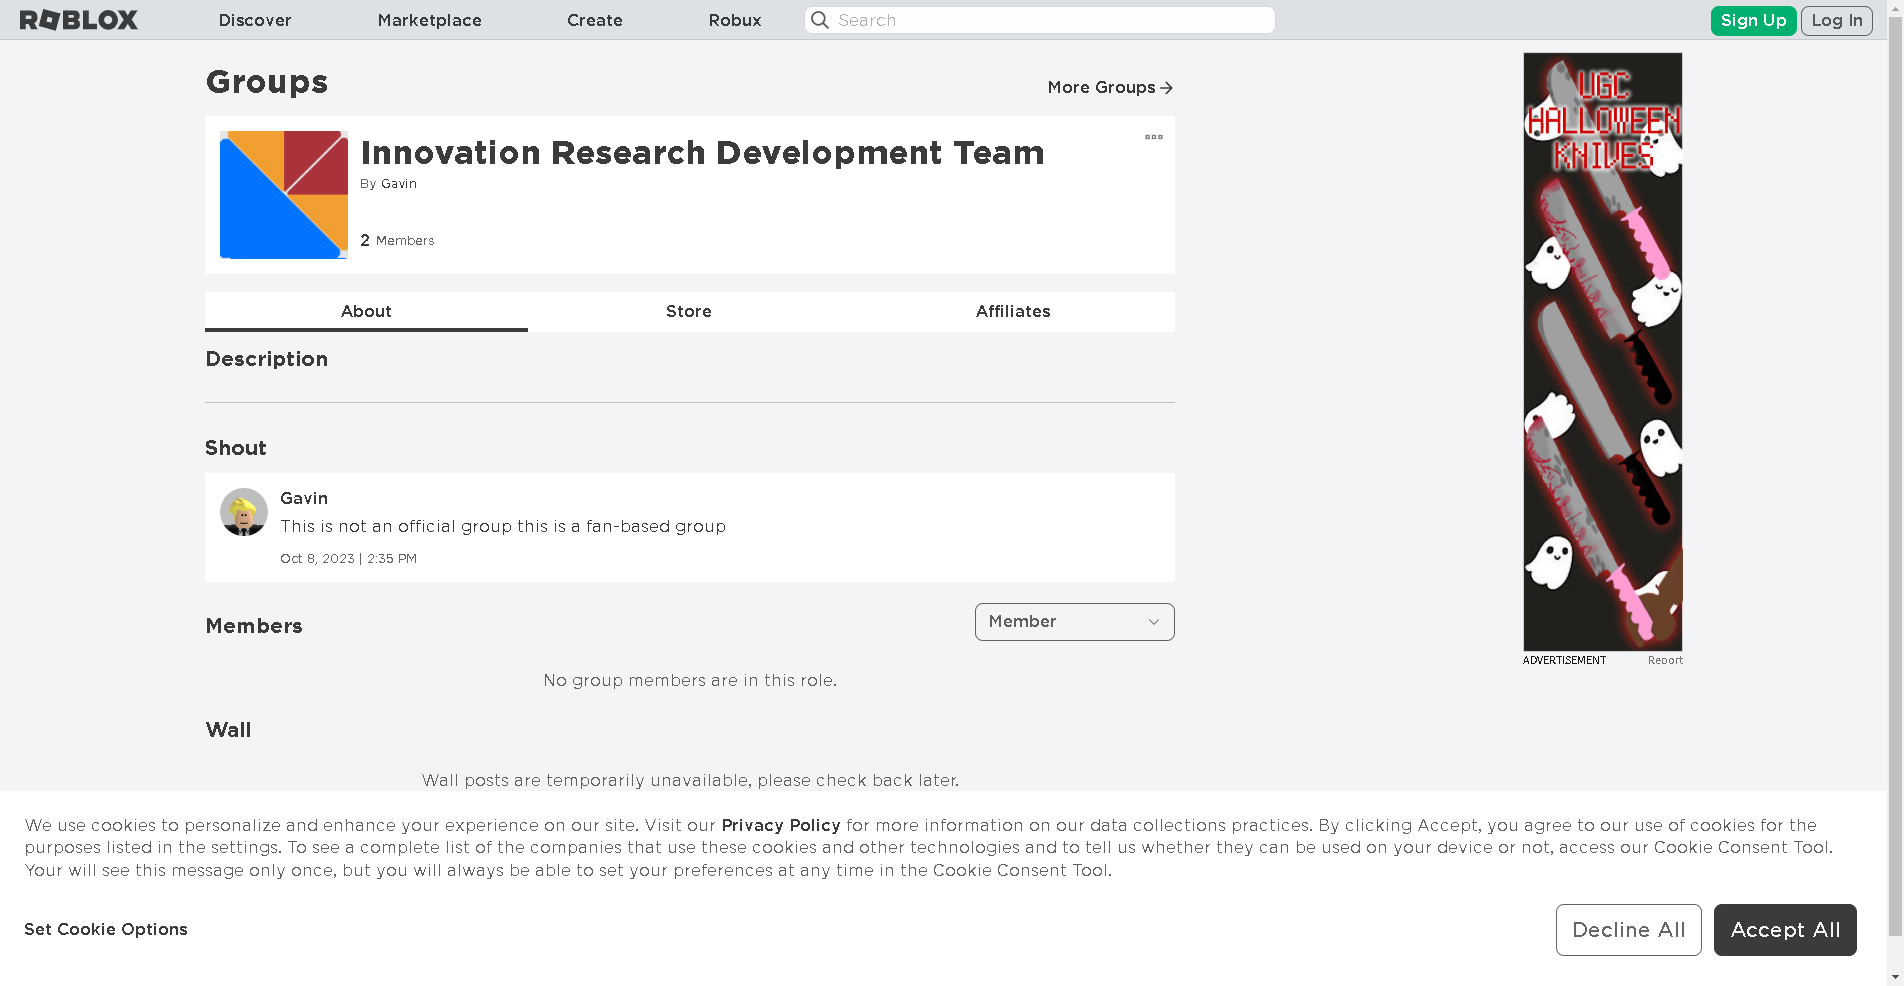 ROBLOX Discover Marketplace Create Robux Search Sign Up Log In
Groups
More Groups
Innovation Research Development Team
By Gavin
2 Members
About Store Affiliates
Description
Shout
Gavin
This is not an official group this is a fan-based group
Oct 8, 2023 | 2:35 PM
Members
Member
No group members are in this role.
Wall
Wall posts are temporarily unavailable, please check back later.
UGC
HALLOWEEN
KNIVES
ADVERTISEMENT Report
We use cookies to personalize and enhance your experience on our site. Visit our Privacy Policy for more information on our data collections practices. By clicking Accept, you agree to our use of cookies for the
purposes listed in the settings. To see a complete list of the companies that use these cookies and other technologies and to tell us whether they can be used on your device or not, access our Cookie Consent Tool.
Your will see this message only once, but you will always be able to set your preferences at any time in the Cookie Consent Tool.
Set Cookie Options
Decline All
Accept All